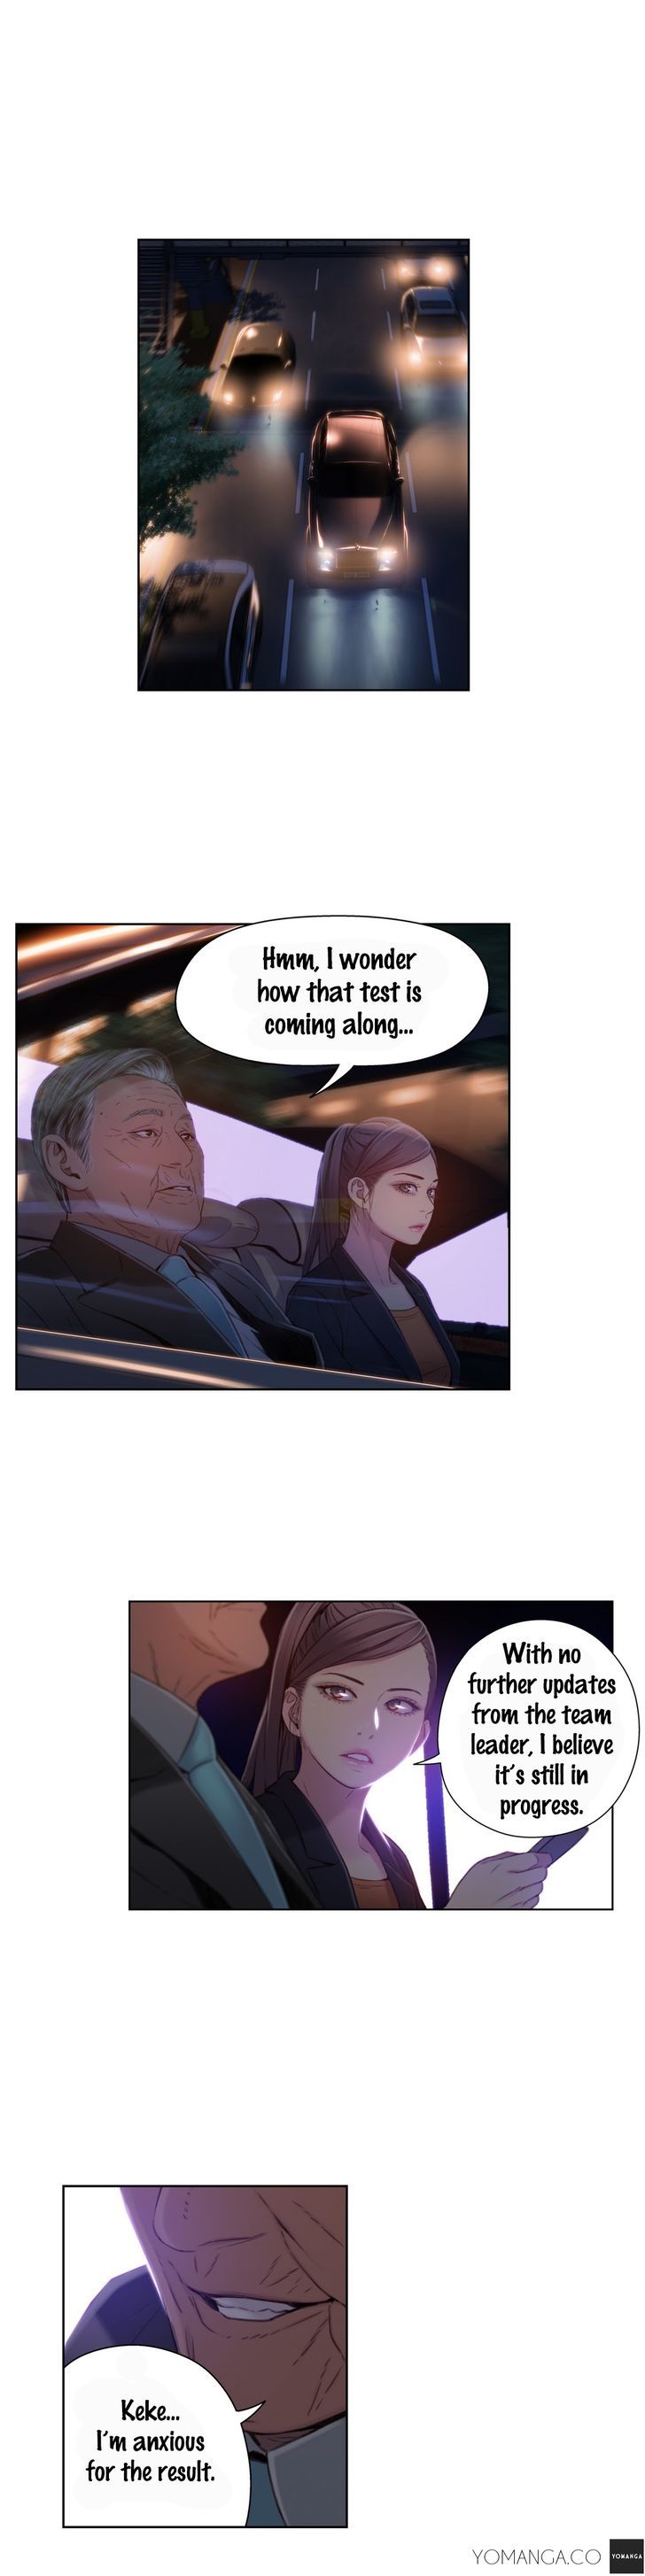 Hmm, I wonder
how that test is
coming along...
With no
further updates
from the team
leader, I believe
it's still in
progress.
Keke...
I'm anxious
for the result.
YOMANGA.CO
YOMANGA